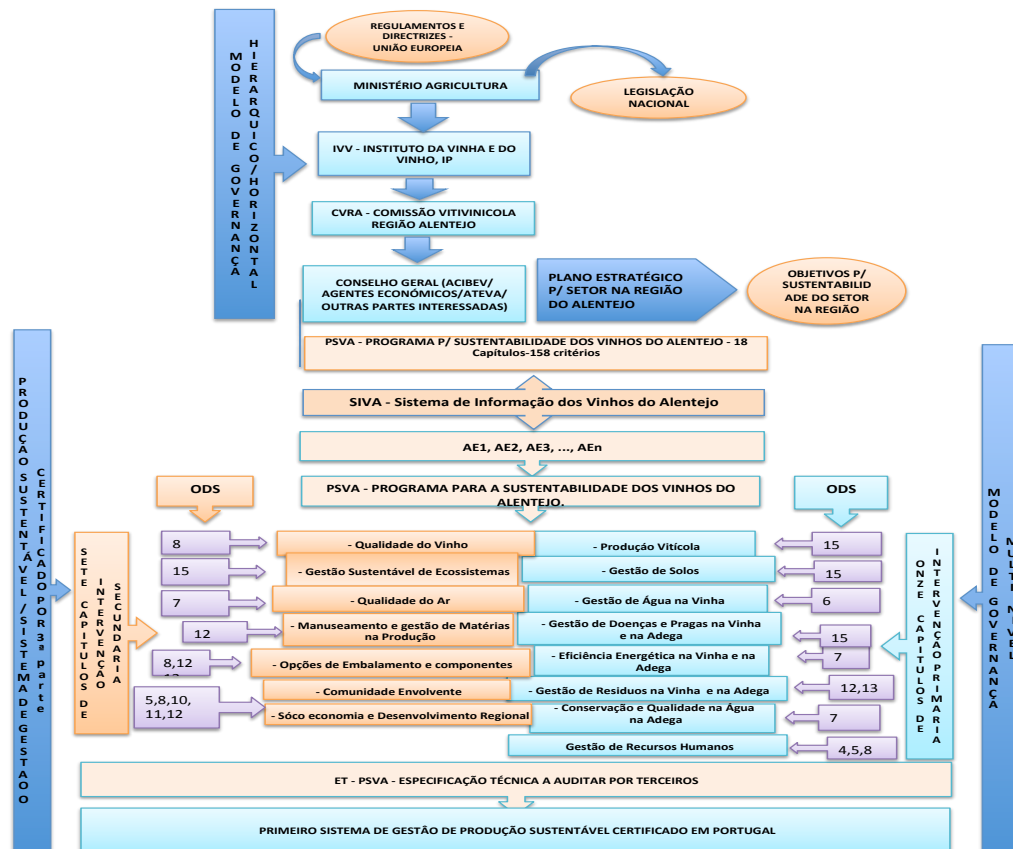 REGULAMENTOS E
DIRECTRIZES -
UNIÃO EUROPEIA
MINISTÉRIO AGRICULTURA
LEGISLAÇÃO
NACIONAL
MODELO DE GOVERNANÇÃ
HIERARQUICO/HORIZONTAL
IVV - INSTITUTO DA VINHA E DO
VINHO, IP
CVRA - COMISSÃO VITIVINICOLA
REGIÃO ALENTEJO
CONSELHO GERAL (ACIBEV/
AGENTES ECONÓMICOS/ATEVA/
OUTRAS PARTES INTERESSADAS)
PLANO ESTRATÉGICO
P/ SETOR NA REGIÃO
DO ALENTEJO
OBJETIVOS P/
SUSTENTABILID
ADE DO SETOR
NA REGIÃO
PSVA - PROGRAMA P/ SUSTENTABILIDADE DOS VINHOS DO ALENTEJO - 18
Capítulos-158 critérios
SIVA - Sistema de Informação dos Vinhos do Alentejo
AE1, AE2, AE3, ..., AEn
PSVA - PROGRAMA PARA A SUSTENTABILIDADE DOS VINHOS DO
ALENTEJO.
PRODUÇÃO SUSTENTÁVEL /SISTEMA DE GESTAO O
CERTIFICADO POR 3ª parte
SETE CAPITULOS DE
INTERVENÇÃO
SECUNDARIA
ODS
8
15
7
12
8,12
5,8,10,
11,12
- Qualidade do Vinho
- Gestão Sustentável de Ecossistemas
- Qualidade do Ar
- Manuseamento e gestão de Matérias
na Produção
- Opções de Embalamento e componentes
- Comunidade Envolvente
- Sóco economia e Desenvolvimento Regional
- Produção Vitícola
- Gestão de Solos
- Gestão de Água na Vinha
- Gestão de Doenças e Pragas na Vinha
e na Adega
- Eficiência Energética na Vinha e na
Adega
- Gestão de Residuos na Vinha e na Adega
- Conservação e Qualidade na Água
na Adega
Gestão de Recursos Humanos
ODS
15
15
6
15
7
12,13
7
4,5,8
ONZE CAPITULOS DE
INTERVENÇÃO PRIMARIA
MODELO DE GOVERNANÇÃ
ET - PSVA - ESPECIFICAÇÃO TÉCNICA A AUDITAR POR TERCEIROS
PRIMEIRO SISTEMA DE GESTÂO DE PRODUÇÃO SUSTENTÁVEL CERTIFICADO EM PORTUGAL